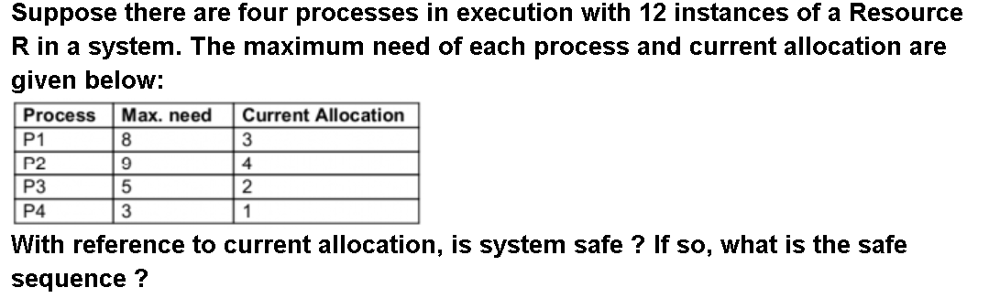 Suppose there are four processes in execution with 12 instances of a Resource
R in a system. The maximum need of each process and current allocation are
given below:
Process Max. need Current Allocation
P1 8 3
P2 9 4
P3 5 2
P4 3 1
With reference to current allocation, is system safe ? If so, what is the safe
sequence ?